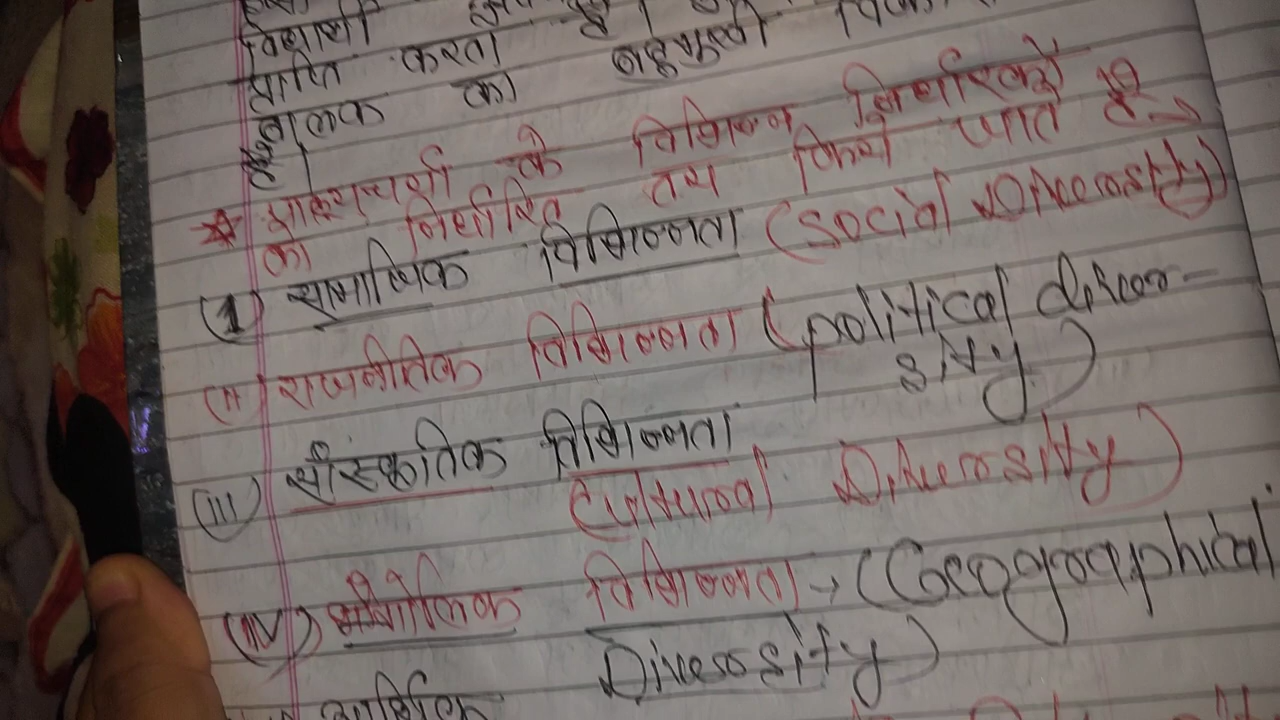 विद्यार्थी
प्राप्त करता है।
बालक का बहुमुखी
है।
* पाठ्यचर्या के विभिन्न निर्धारकों
का निर्धारित तय किये जाते है →
(I) सामाजिक विभिन्नता (Social Diversity)
(II) राजनीतिक विभिन्नता (political diver-
sity)
(III) सांस्कृतिक विभिन्नता
(Cultural Diversity)
(IV) भौगोलिक विभिन्नता → (Geographical
Diversity)
आर्थिक